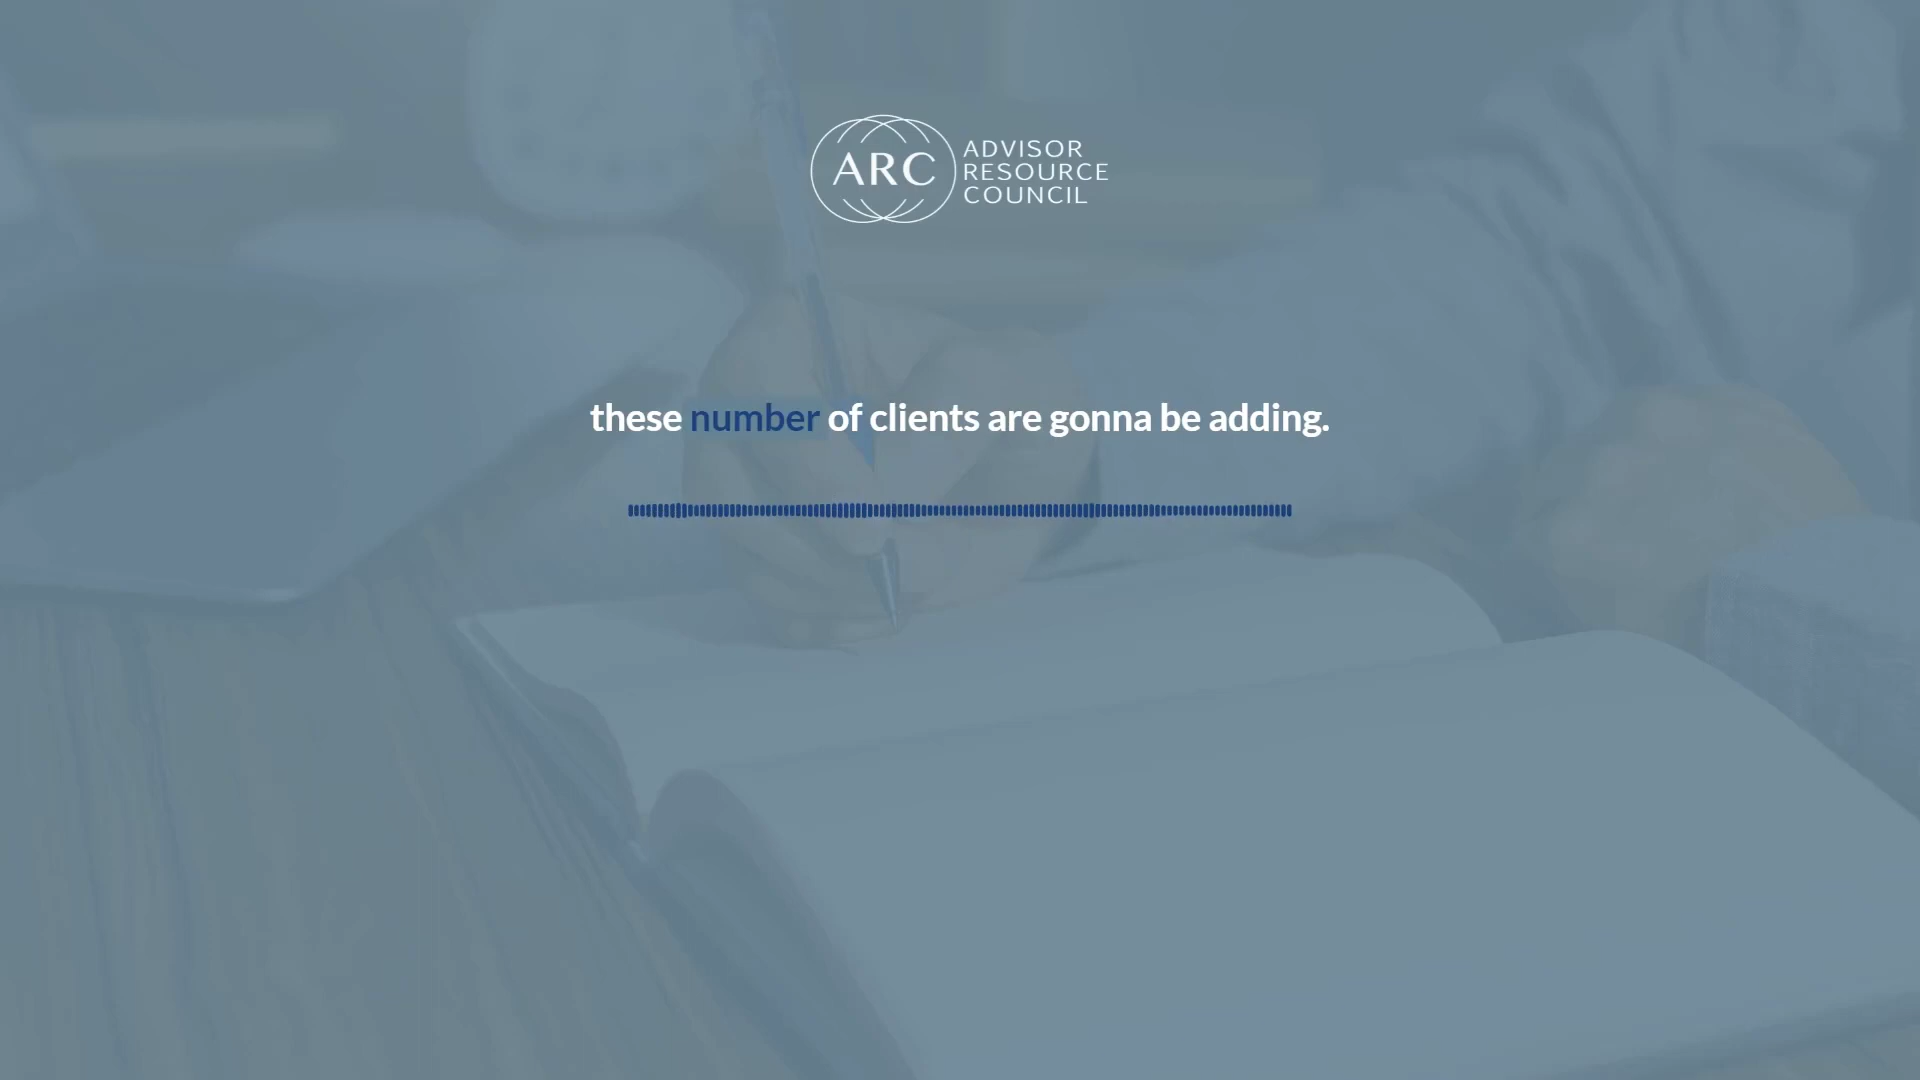 ARC
ADVISOR
RESOURCE
COUNCIL
these number of clients are gonna be adding.